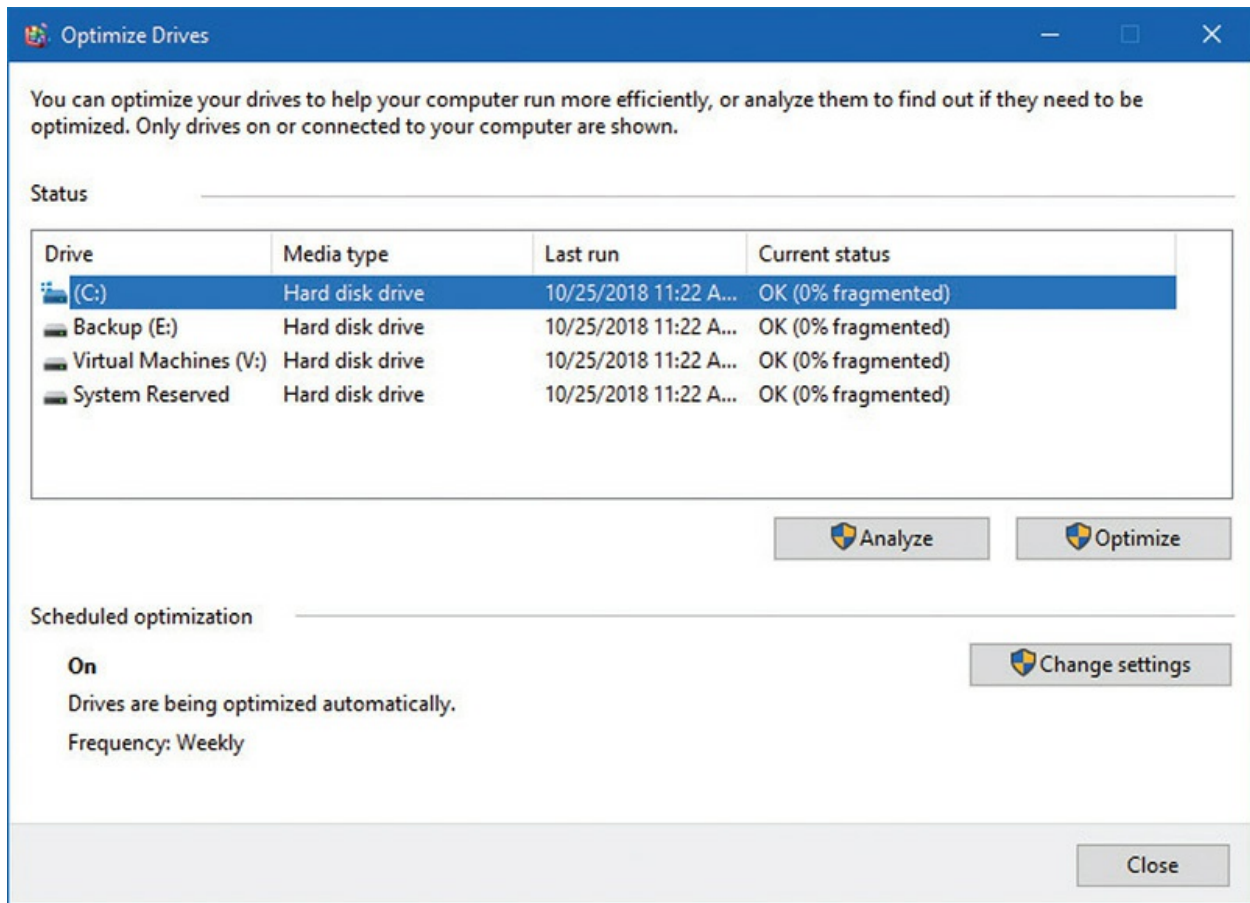 Optimize Drives
You can optimize your drives to help your computer run more efficiently, or analyze them to find out if they need to be
optimized. Only drives on or connected to your computer are shown.
Status
Drive Media type Last run Current status
(C:) Hard disk drive 10/25/2018 11:22 A... OK (0% fragmented)
Backup (E:) Hard disk drive 10/25/2018 11:22 A... OK (0% fragmented)
Virtual Machines (V:) Hard disk drive 10/25/2018 11:22 A... OK (0% fragmented)
System Reserved Hard disk drive 10/25/2018 11:22 A... OK (0% fragmented)
Analyze Optimize
Scheduled optimization
On
Change settings
Drives are being optimized automatically.
Frequency: Weekly
Close